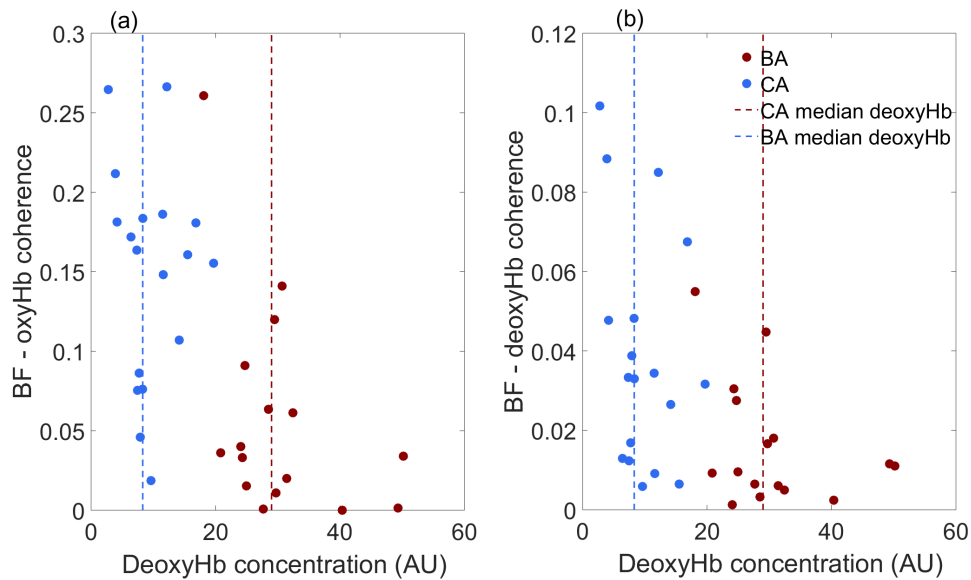 (a)
0.3
0.25
0.2
0.15
0.1
0.05
0
BF - oxyHb coherence
0 20 40 60
DeoxyHb concentration (AU)
(b)
0.12
0.1
0.08
0.06
0.04
0.02
0
BF - deoxyHb coherence
BA
CA
CA median deoxyHb
BA median deoxyHb
0 20 40 60
DeoxyHb concentration (AU)